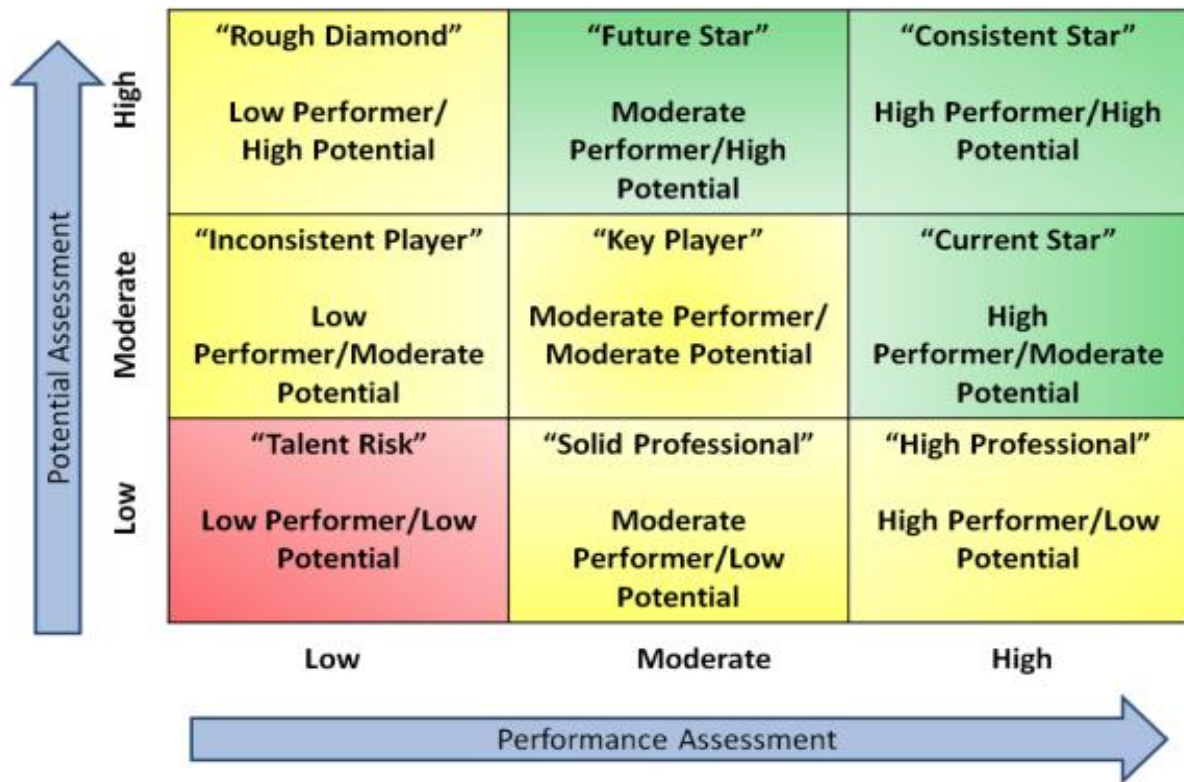 “Rough Diamond”
Low Performer/
High Potential
“Future Star”
Moderate
Performer/High
Potential
“Consistent Star”
High Performer/High
Potential
High
“Inconsistent Player”
Low
Performer/Moderate
Potential
“Key Player”
Moderate Performer/
Moderate Potential
“Current Star”
High
Performer/Moderate
Potential
Moderate
Potential Assessment
“Talent Risk”
Low Performer/Low
Potential
“Solid Professional”
Moderate
Performer/Low
Potential
“High Professional”
High Performer/Low
Potential
Low
Low
Moderate
High
Performance Assessment